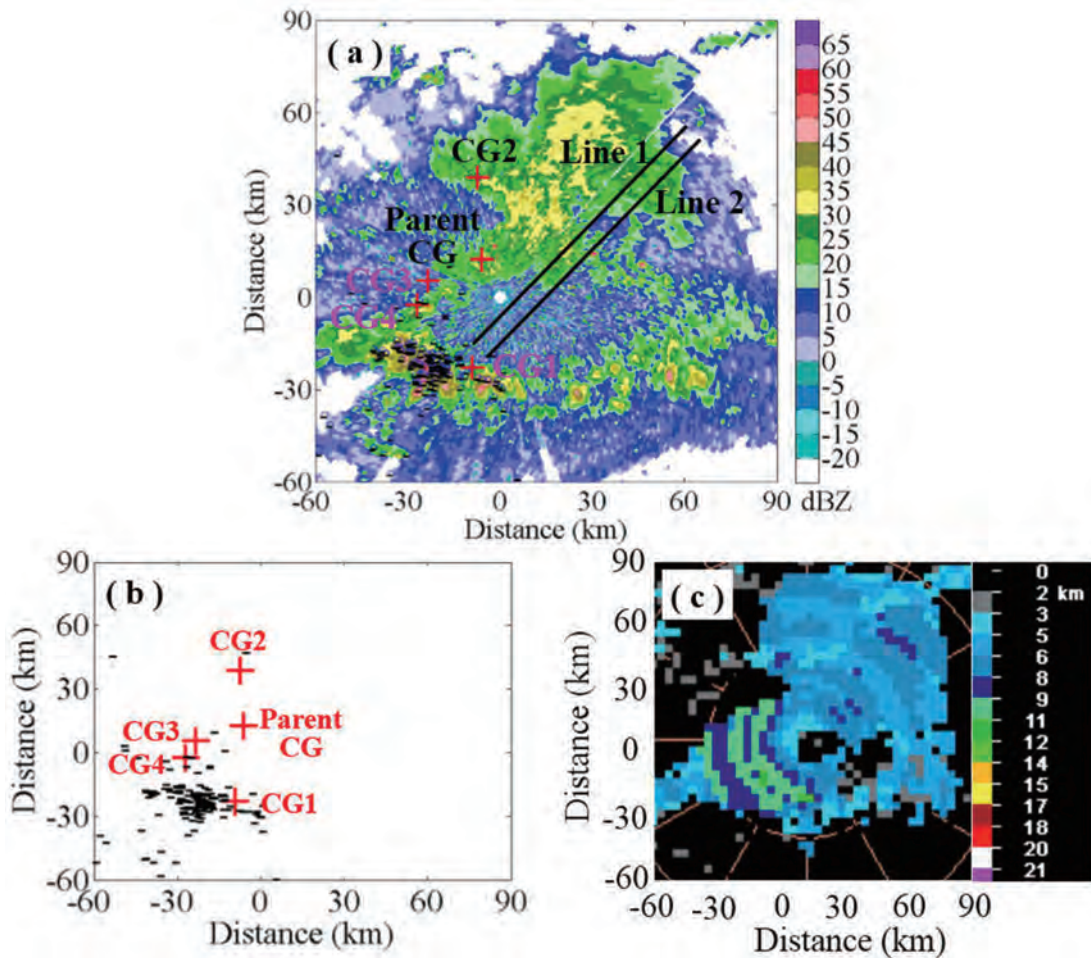 90
60
30
0
-30
-60
Distance (km)
( a )
CG2
Line 1
Line 2
Parent
CG
CG3
CG4
CG1
-60 -30 0 30 60 90
Distance (km)
65
60
55
50
45
40
35
30
25
20
15
10
5
0
-5
-10
-15
-20
dBZ
90
60
30
0
-30
-60
Distance (km)
( b )
CG2
CG3
Parent
CG
CG4
CG1
-60 -30 0 30 60 90
Distance (km)
90
60
30
0
-30
-60
Distance (km)
( c )
0
2 km
3
5
6
8
9
11
12
14
15
17
18
20
21
-60 -30 0 30 60 90
Distance (km)